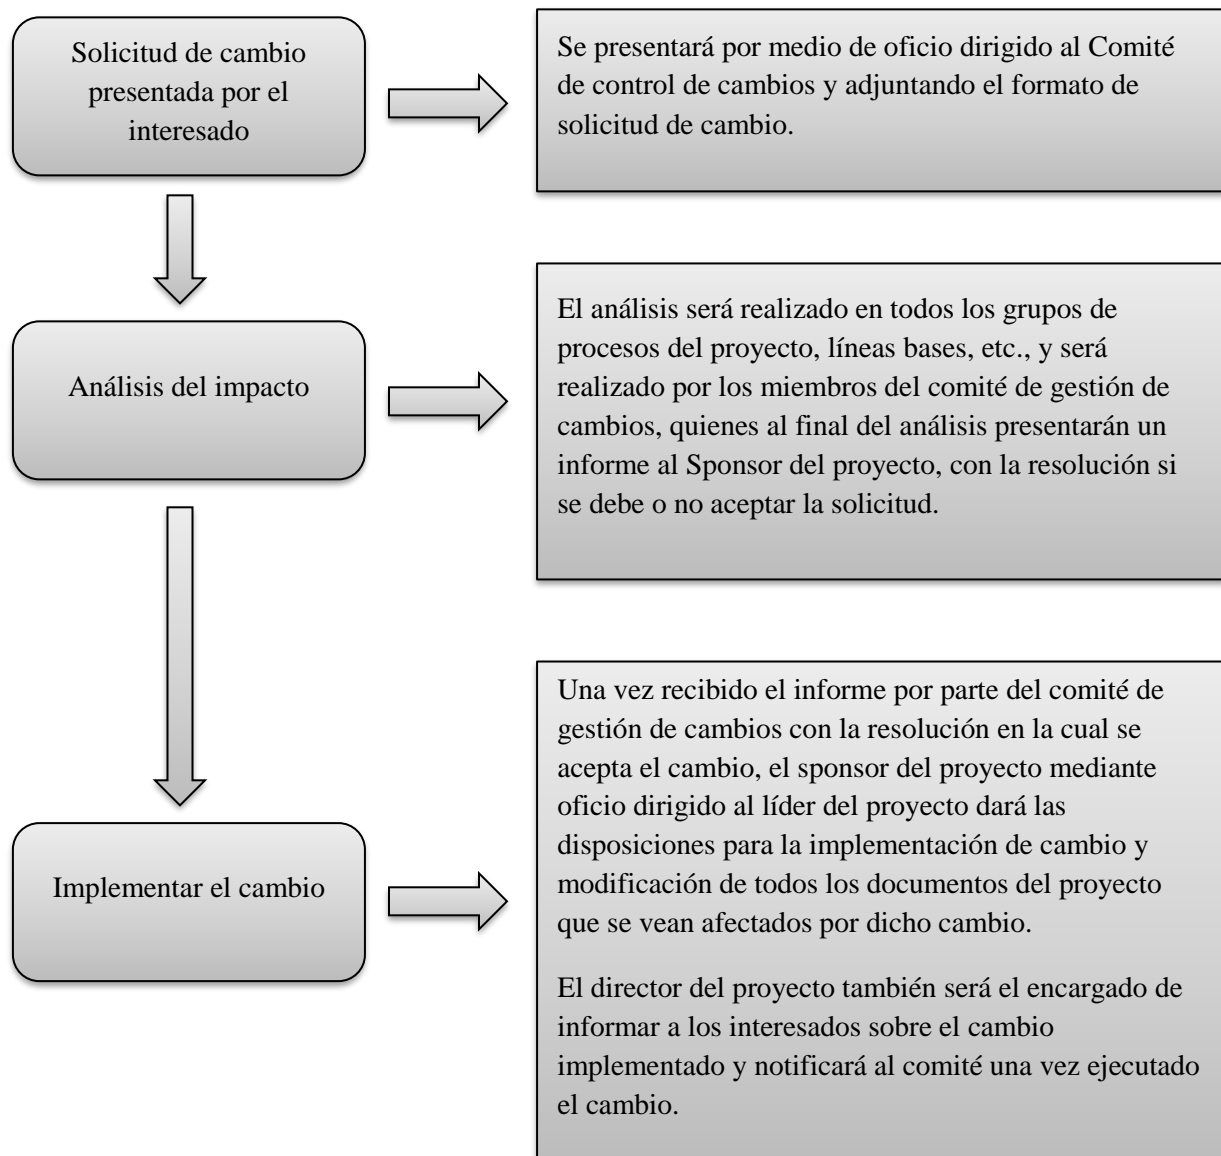 Solicitud de cambio
presentada por el
interesado
Se presentará por medio de oficio dirigido al Comité
de control de cambios y adjuntando el formato de
solicitud de cambio.
Análisis del impacto
El análisis será realizado en todos los grupos de
procesos del proyecto, líneas bases, etc., y será
realizado por los miembros del comité de gestión de
cambios, quienes al final del análisis presentarán un
informe al Sponsor del proyecto, con la resolución si
se debe o no aceptar la solicitud.
Implementar el cambio
Una vez recibido el informe por parte del comité de
gestión de cambios con la resolución en la cual se
acepta el cambio, el sponsor del proyecto mediante
oficio dirigido al líder del proyecto dará las
disposiciones para la implementación de cambio y
modificación de todos los documentos del proyecto
que se vean afectados por dicho cambio.
El director del proyecto también será el encargado de
informar a los interesados sobre el cambio
implementado y notificará al comité una vez ejecutado
el cambio.